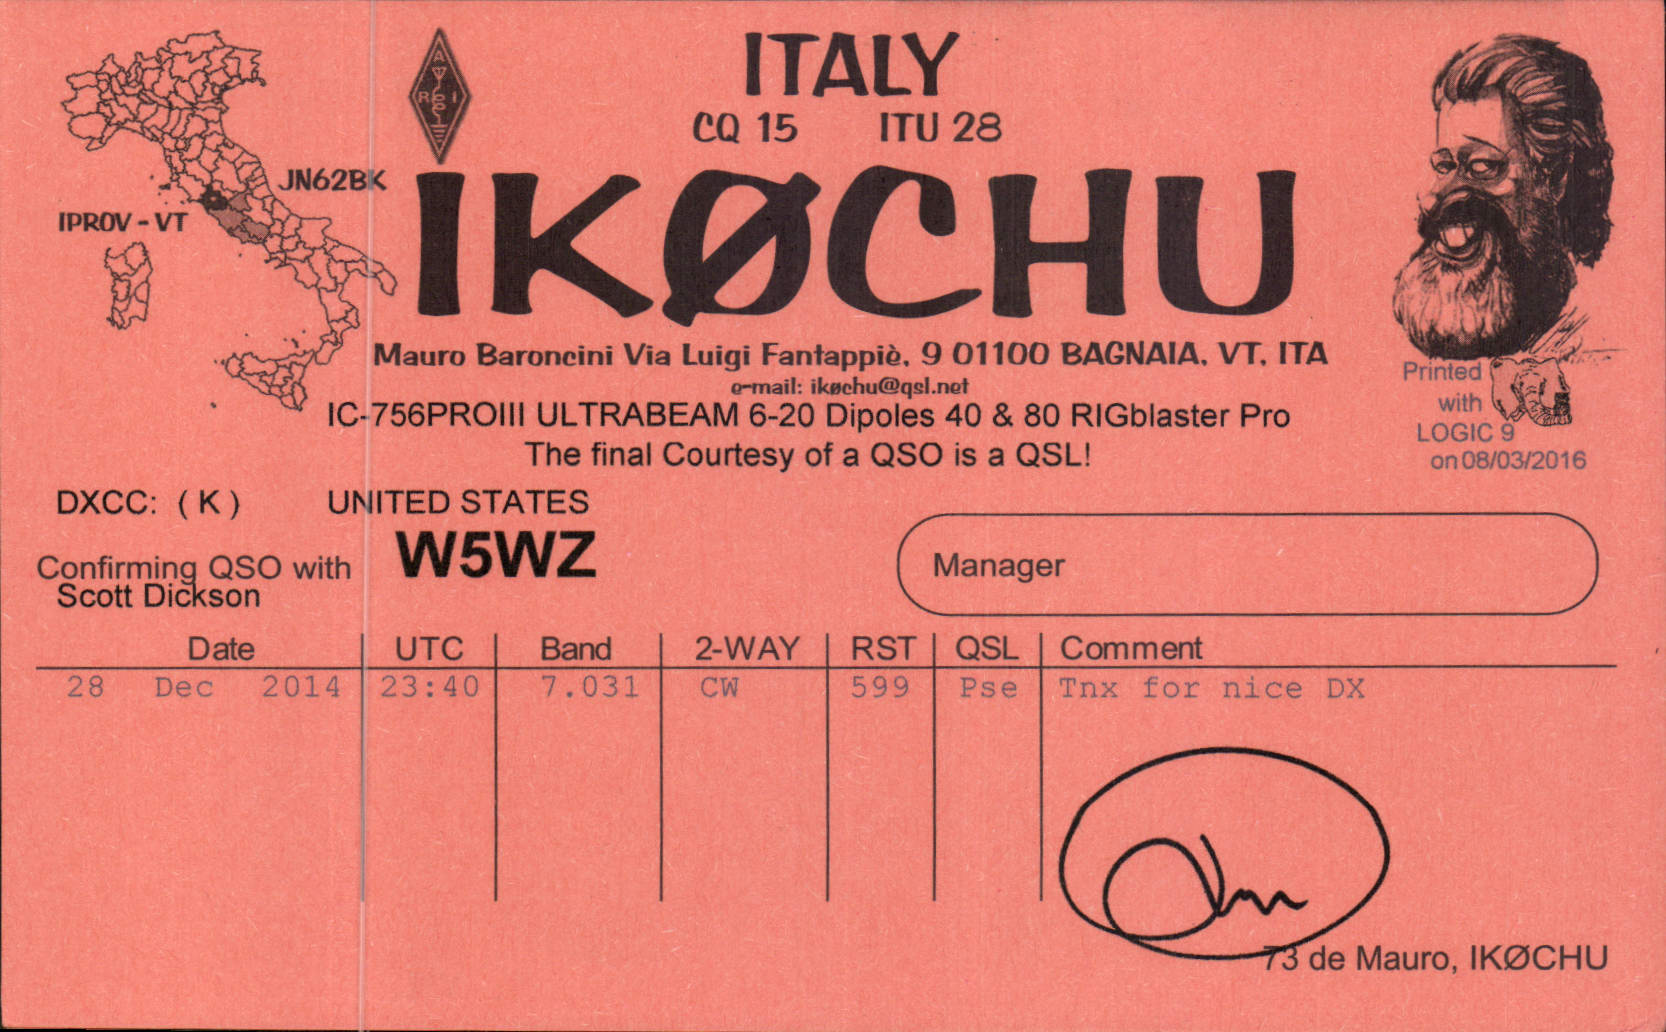 ITALY
CQ 15 ITU 28
A
R I
JN62BK
IPROV - VT
IKØCHU
Mauro Baroncini Via Luigi Fantappiè, 9 01100 BAGNAIA. VT, ITA
e-mail: ikøchu@qsl.net
IC-756PROIII ULTRABEAM 6-20 Dipoles 40 & 80 RIGblaster Pro
The final Courtesy of a QSO is a QSL!
Printed
with
LOGIC 9
on 08/03/2016
DXCC: ( K ) UNITED STATES
Confirming QSO with W5WZ
Scott Dickson
Manager
Date UTC Band 2-WAY RST QSL Comment
28 Dec 2014 23:40 7.031 CW 599 Pse Tnx for nice DX
73 de Mauro, IKØCHU